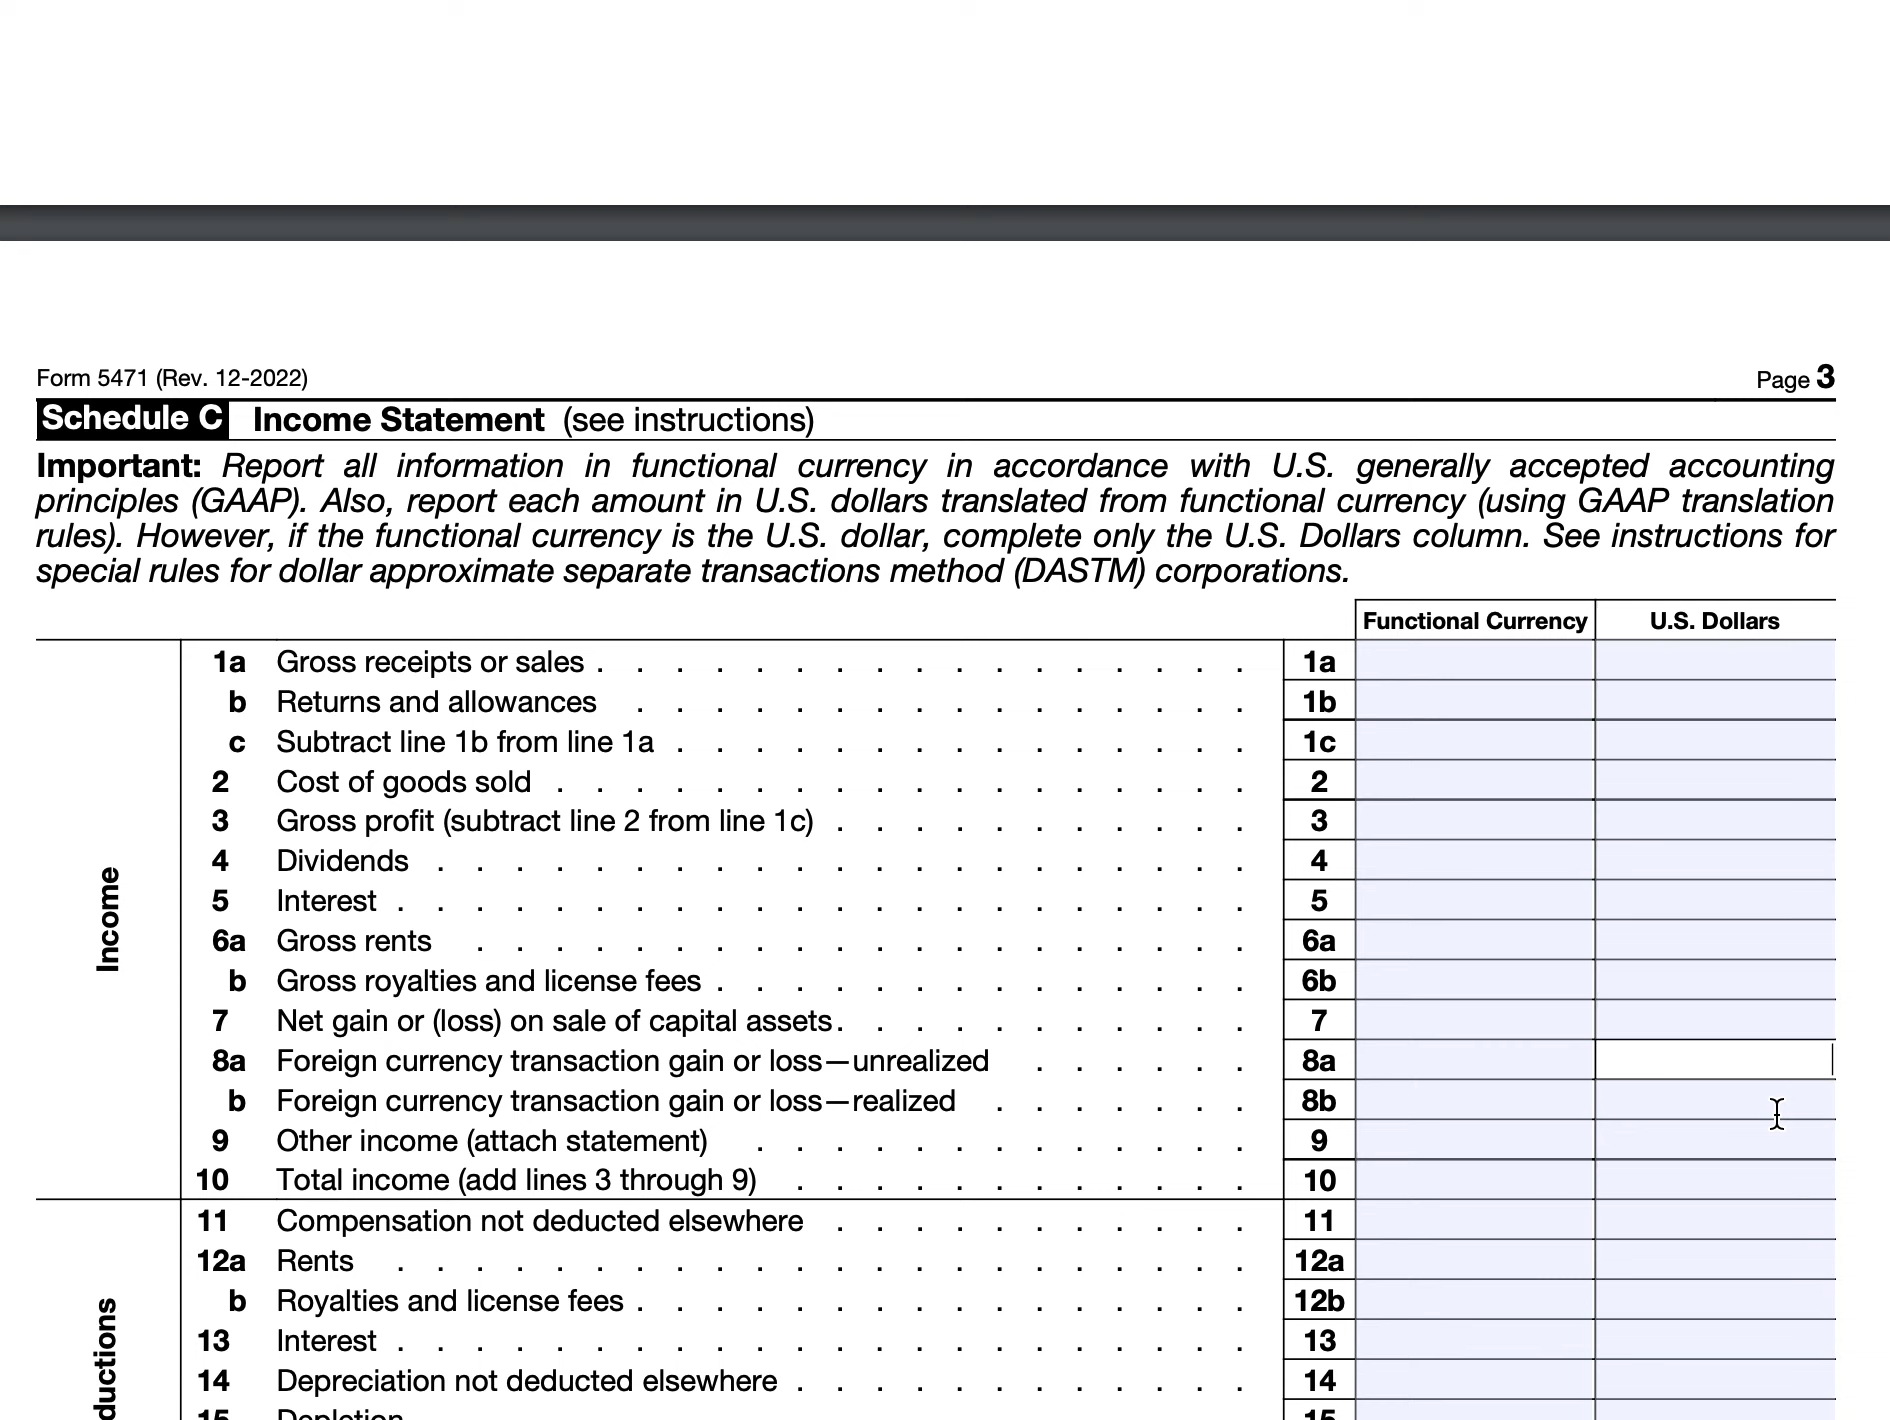 Form 5471 (Rev. 12-2022) Page 3
Schedule C Income Statement (see instructions)
Important: Report all information in functional currency in accordance with U.S. generally accepted accounting
principles (GAAP). Also, report each amount in U.S. dollars translated from functional currency (using GAAP translation
rules). However, if the functional currency is the U.S. dollar, complete only the U.S. Dollars column. See instructions for
special rules for dollar approximate separate transactions method (DASTM) corporations.
Functional Currency U.S. Dollars
Income
1a Gross receipts or sales . . . . . . . . . . . . . . . . . 1a
b Returns and allowances . . . . . . . . . . . . . . . . 1b
c Subtract line 1b from line 1a . . . . . . . . . . . . . . . 1c
2 Cost of goods sold . . . . . . . . . . . . . . . . . . 2
3 Gross profit (subtract line 2 from line 1c) . . . . . . . . . . . 3
4 Dividends . . . . . . . . . . . . . . . . . . . . . 4
5 Interest . . . . . . . . . . . . . . . . . . . . . . 5
6a Gross rents . . . . . . . . . . . . . . . . . . . . 6a
b Gross royalties and license fees . . . . . . . . . . . . . . 6b
7 Net gain or (loss) on sale of capital assets . . . . . . . . . . . 7
8a Foreign currency transaction gain or loss—unrealized . . . . . . 8a
b Foreign currency transaction gain or loss—realized . . . . . . . 8b
9 Other income (attach statement) . . . . . . . . . . . . . 9
10 Total income (add lines 3 through 9) . . . . . . . . . . . . 10
ductions
11 Compensation not deducted elsewhere . . . . . . . . . . . 11
12a Rents . . . . . . . . . . . . . . . . . . . . . . 12a
b Royalties and license fees . . . . . . . . . . . . . . . . 12b
13 Interest . . . . . . . . . . . . . . . . . . . . . . 13
14 Depreciation not deducted elsewhere . . . . . . . . . . . . 14
15 Depletion 15